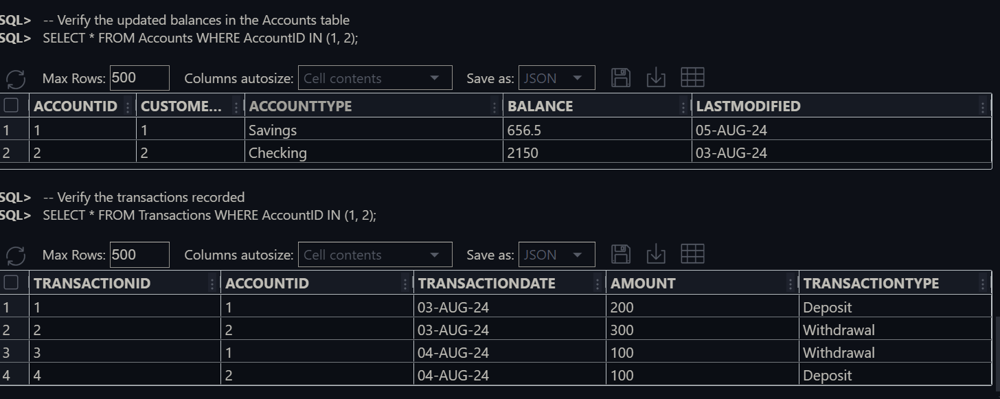 SQL> -- Verify the updated balances in the Accounts table
SQL> SELECT * FROM Accounts WHERE AccountID IN (1, 2);
Max Rows: 500 Columns autosize: Cell contents Save as: JSON
ACCOUNTID CUSTOME... ACCOUNTTYPE BALANCE LASTMODIFIED
1 1 1 Savings 656.5 05-AUG-24
2 2 2 Checking 2150 03-AUG-24
SQL> -- Verify the transactions recorded
SQL> SELECT * FROM Transactions WHERE AccountID IN (1, 2);
Max Rows: 500 Columns autosize: Cell contents Save as: JSON
TRANSACTIONID ACCOUNTID TRANSACTIONDATE AMOUNT TRANSACTIONTYPE
1 1 1 03-AUG-24 200 Deposit
2 2 2 03-AUG-24 300 Withdrawal
3 3 1 04-AUG-24 100 Withdrawal
4 4 2 04-AUG-24 100 Deposit